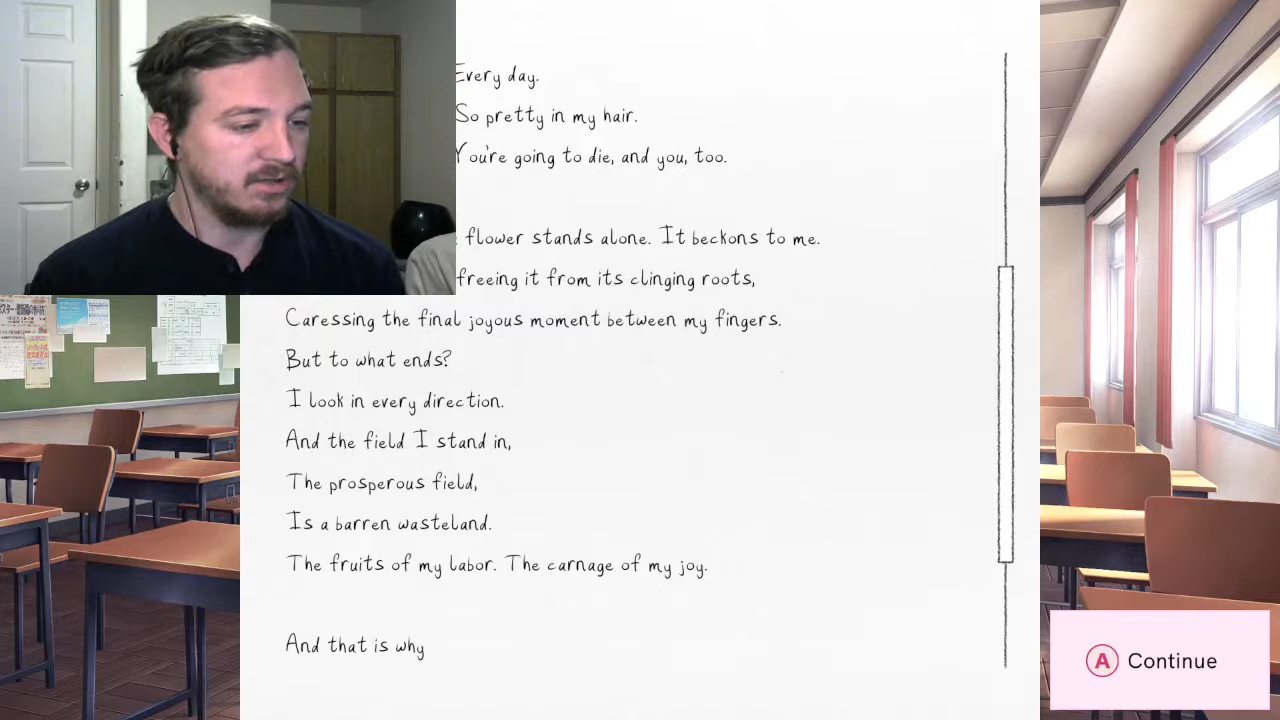 Every day.
So pretty in my hair.
You're going to die, and you, too.
flower stands alone. It beckons to me.
freeing it from its clinging roots,
Caressing the final joyous moment between my fingers.
But to what ends?
I look in every direction.
And the field I stand in,
The prosperous field,
Is a barren wasteland.
The fruits of my labor. The carnage of my joy.
And that is why
A Continue